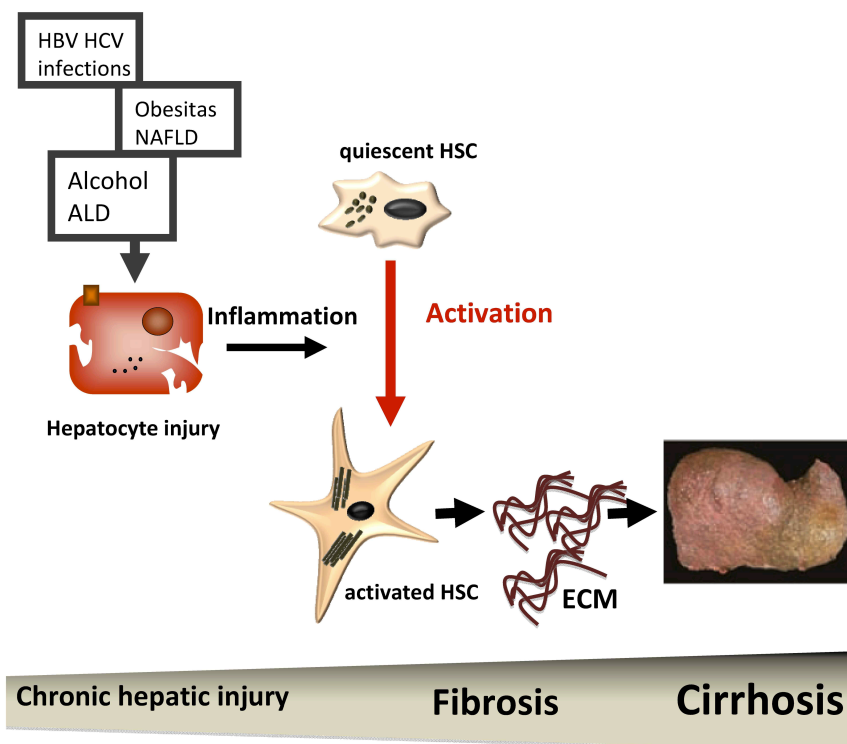 HBV HCV
infections
Obesitas
NAFLD
Alcohol
ALD
quiescent HSC
Inflammation
Activation
Hepatocyte injury
activated HSC
ECM
Chronic hepatic injury
Fibrosis
Cirrhosis